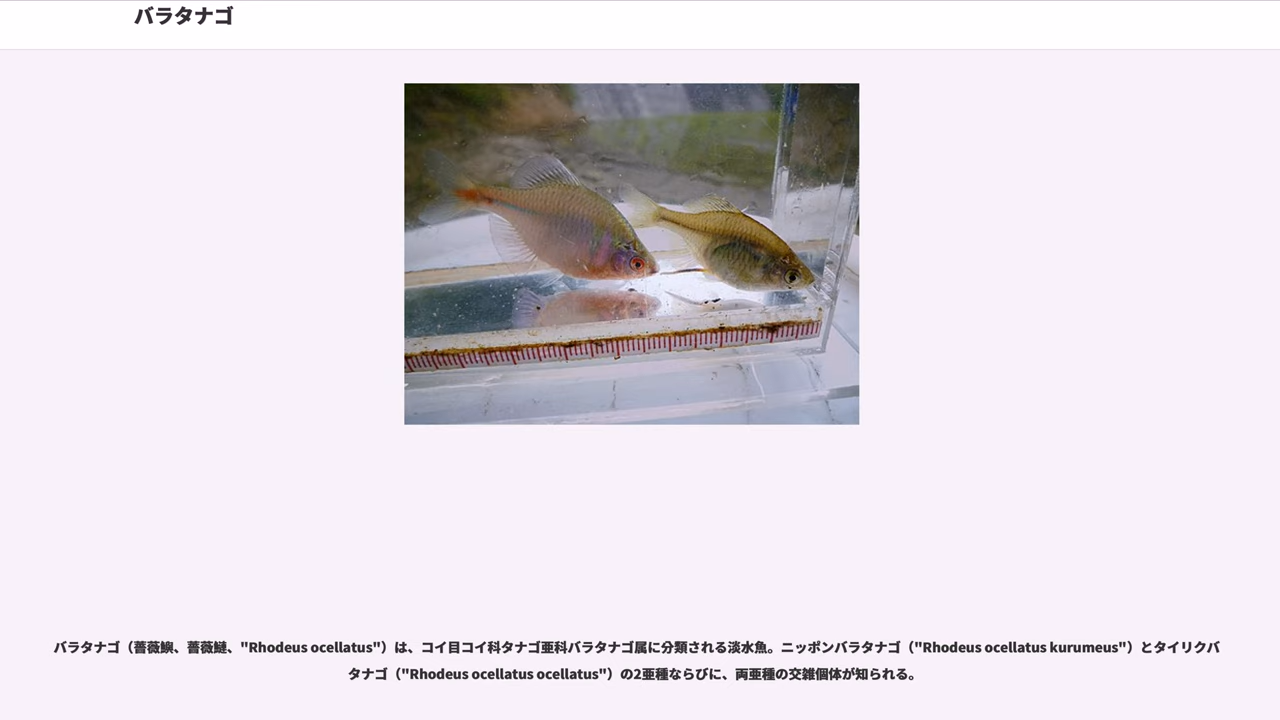 バラタナゴ
バラタナゴ（薔薇鱮、薔薇鰱、"Rhodeus ocellatus"）は、コイ目コイ科タナゴ亜科バラタナゴ属に分類される淡水魚。ニッポンバラタナゴ（"Rhodeus ocellatus kurumeus"）とタイリクバ
タナゴ（"Rhodeus ocellatus ocellatus"）の2亜種ならびに、両亜種の交雑個体が知られる。